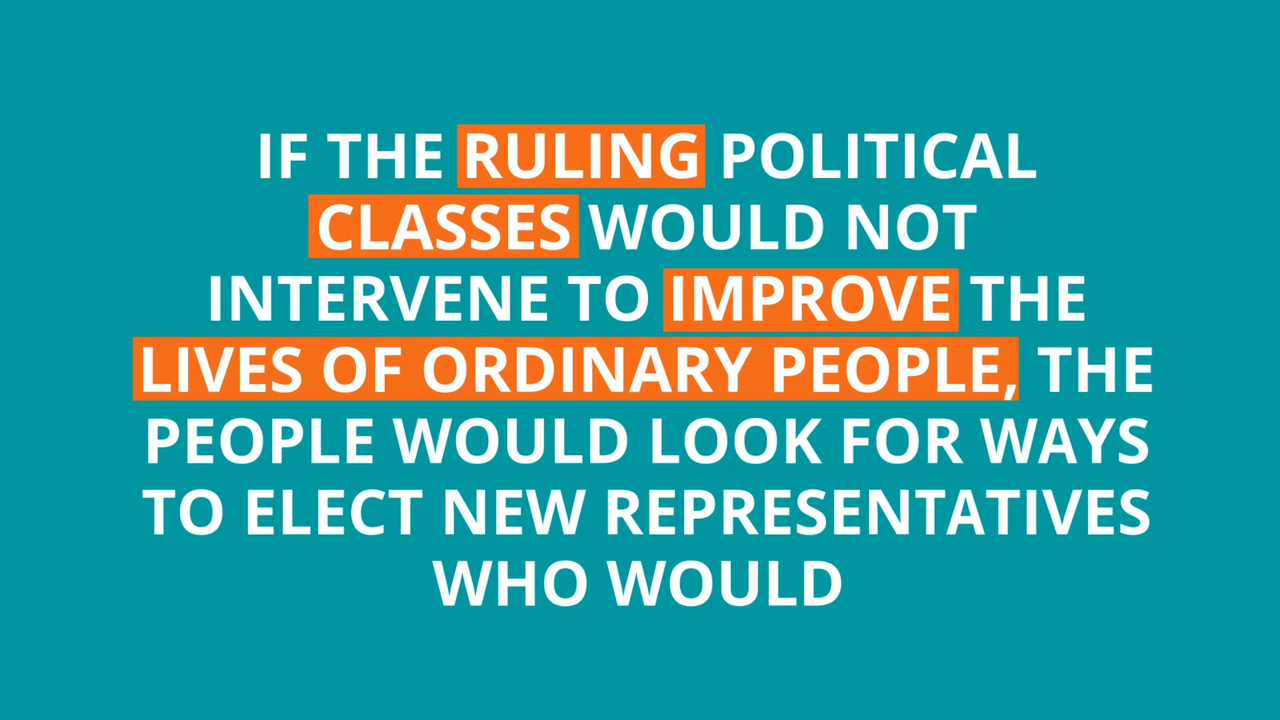 IF THE RULING POLITICAL
CLASSES WOULD NOT
INTERVENE TO IMPROVE THE
LIVES OF ORDINARY PEOPLE, THE
PEOPLE WOULD LOOK FOR WAYS
TO ELECT NEW REPRESENTATIVES
WHO WOULD